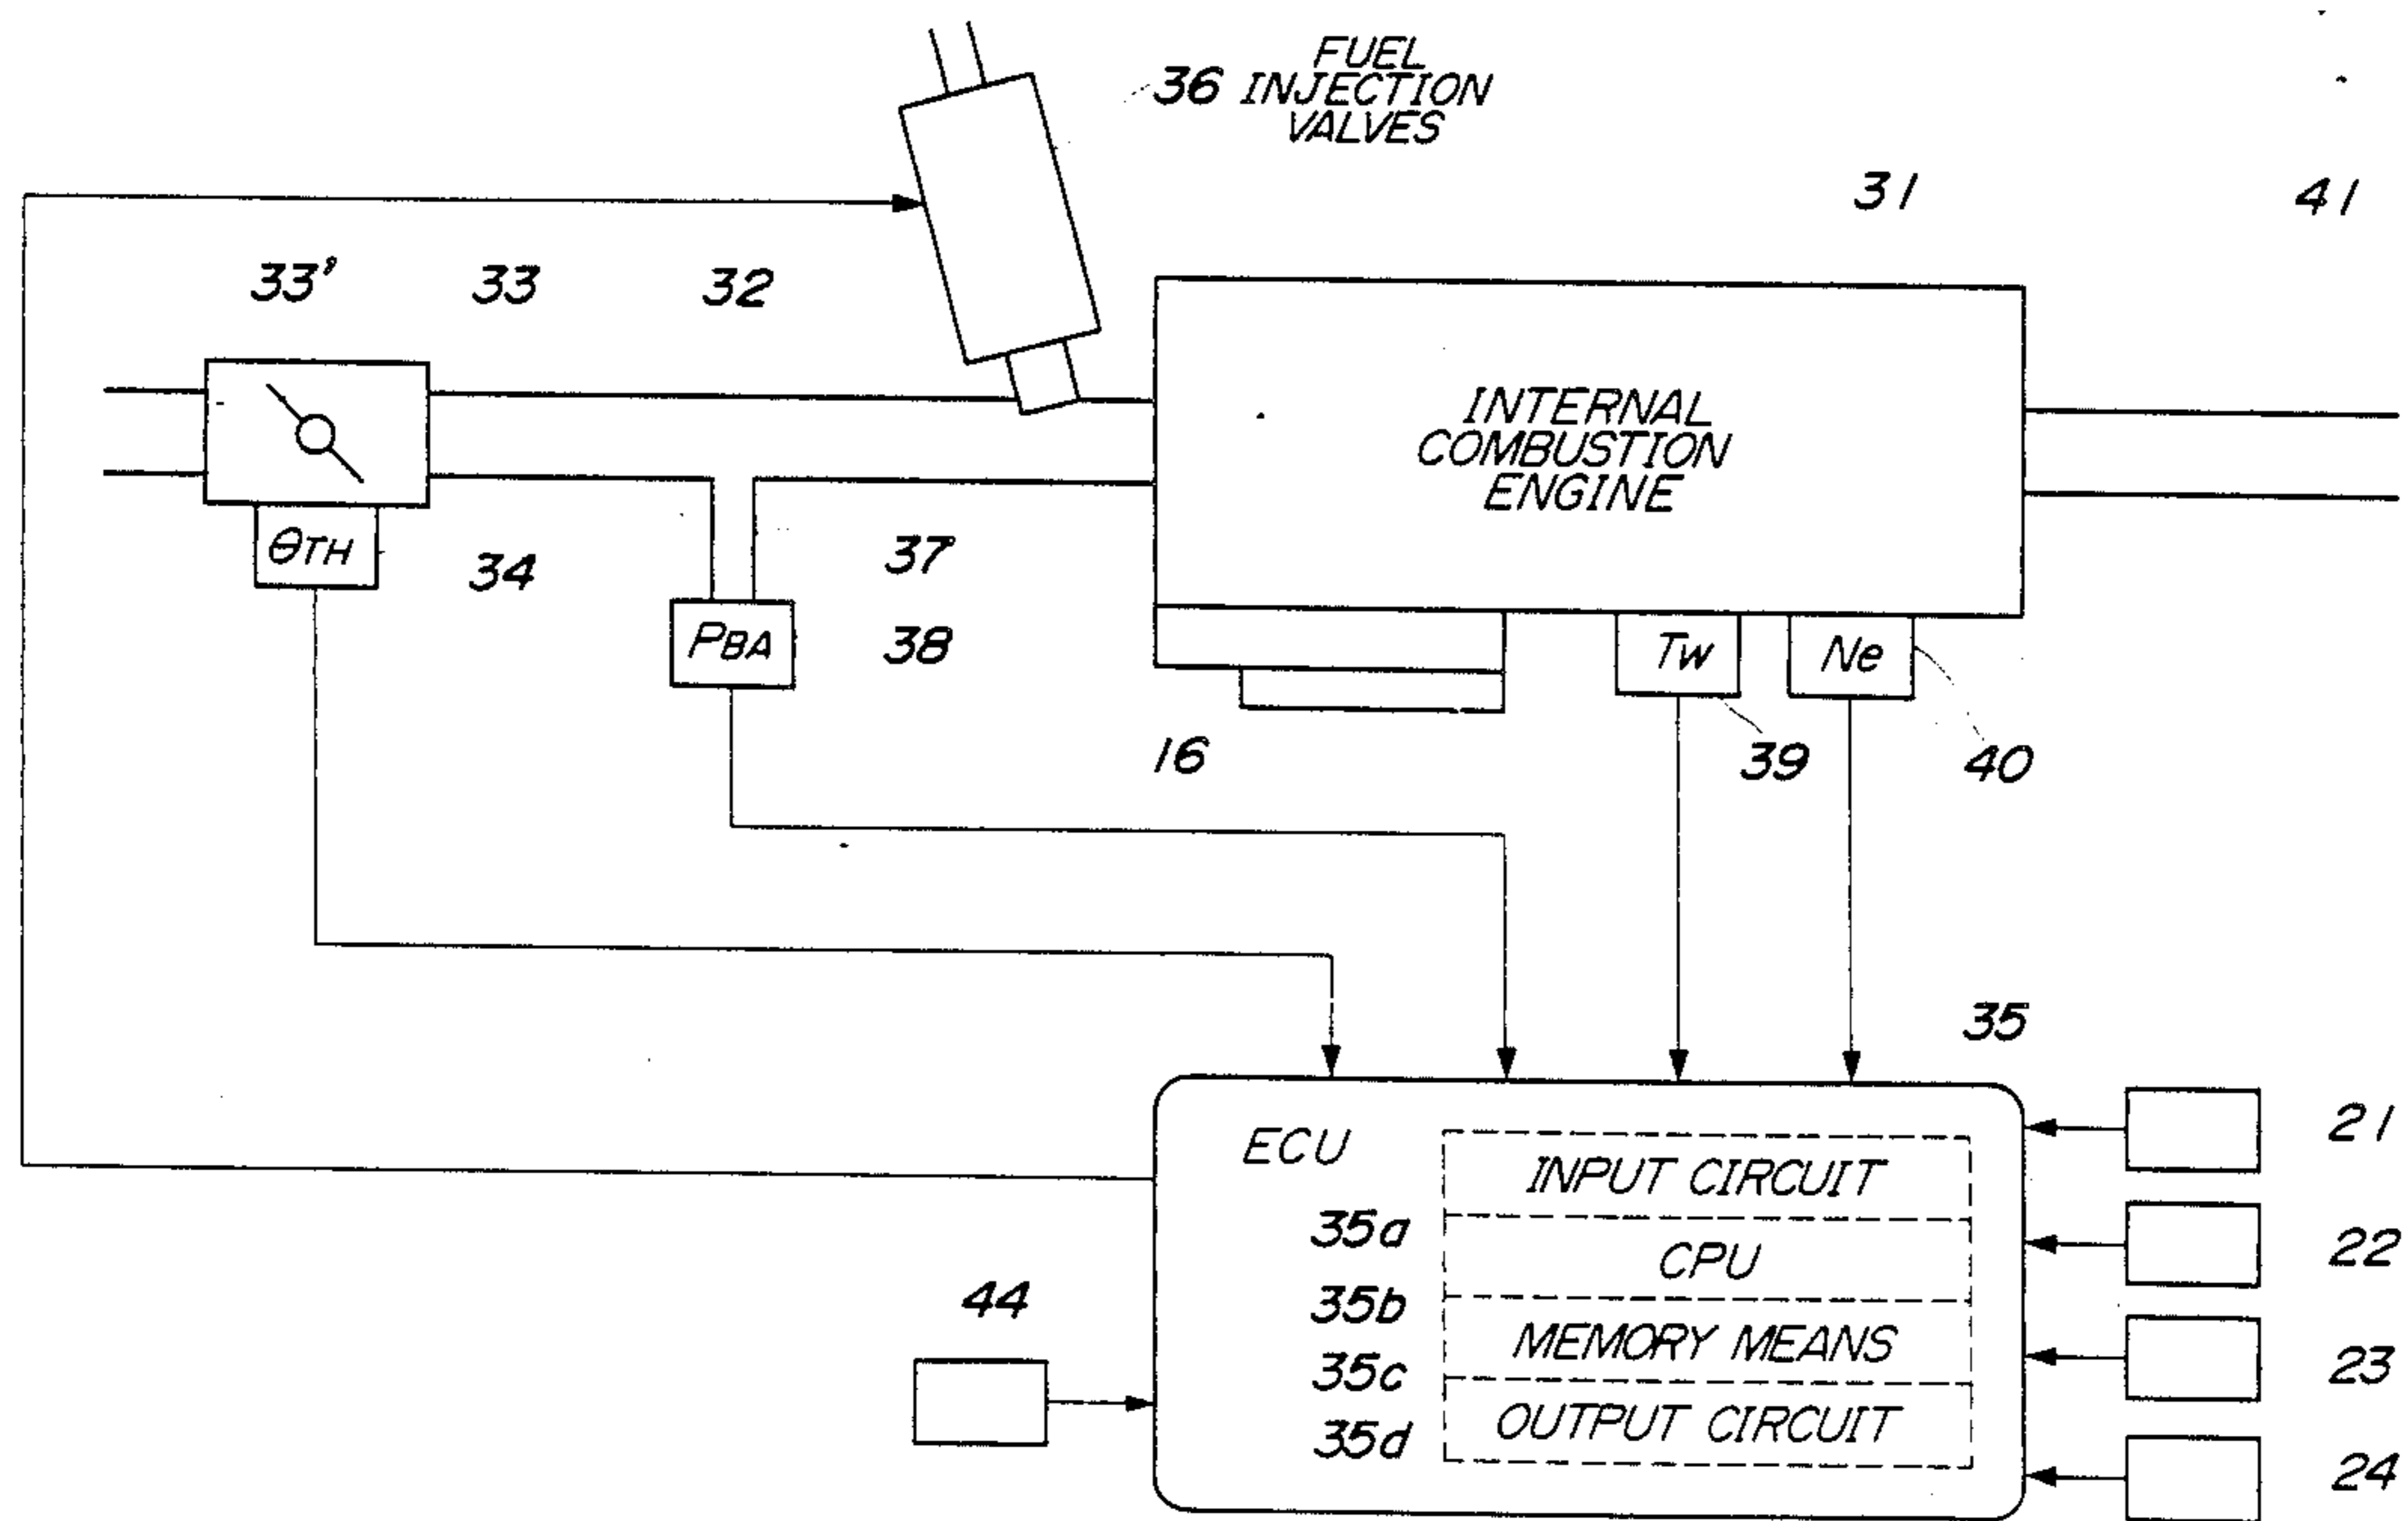 36 FUEL
INJECTION
VALVES
31
41
33'
33
32
INTERNAL
COMBUSTION
ENGINE
θTH
34
37
PBA
38
Tw
Ne
16
39
40
35
ECU
INPUT CIRCUIT
21
35a
CPU
22
35b
44
MEMORY MEANS
23
35c
OUTPUT CIRCUIT
35d
24